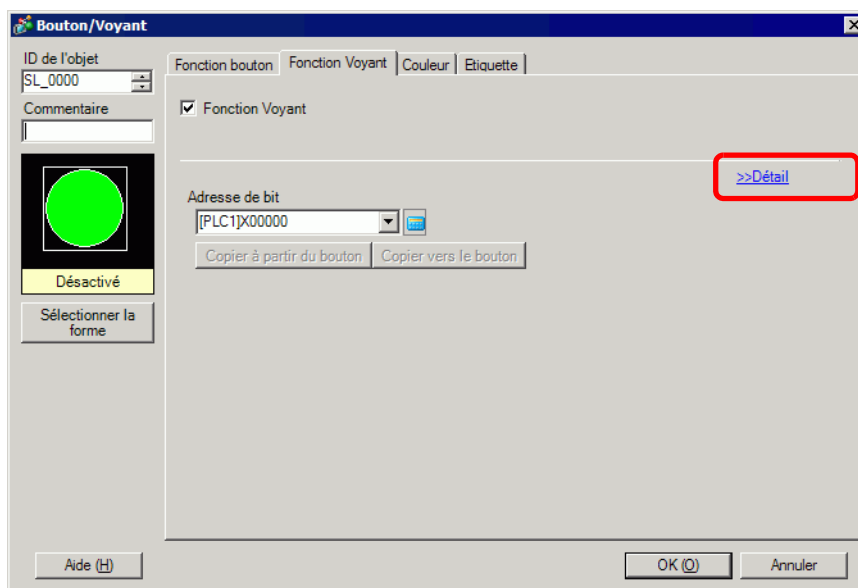 Bouton/Voyant
ID de l'objet
SL_0000
Commentaire
Désactivé
Sélectionner la
forme
Fonction bouton
Fonction Voyant
Couleur
Etiquette
Fonction Voyant
>>Détail
Adresse de bit
[PLC1]X00000
Copier à partir du bouton
Copier vers le bouton
Aide (H)
OK (O)
Annuler